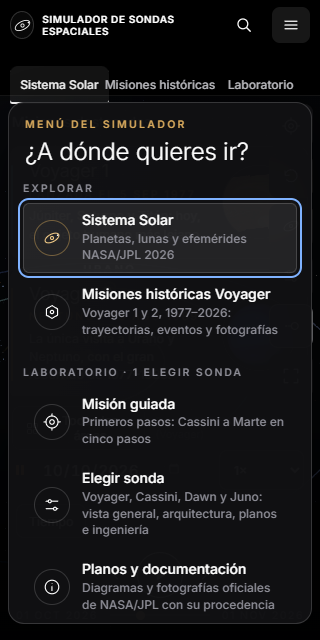 SIMULADOR DE SONDAS
ESPACIALES
Sistema Solar Misiones históricas Laboratorio
MENÚ DEL SIMULADOR
¿A dónde quieres ir?
EXPLORAR
Sistema Solar
Planetas, lunas y efemérides
NASA/JPL 2026
Misiones históricas Voyager
Voyager 1 y 2, 1977–2026:
trayectorias, eventos y fotografías
LABORATORIO · 1 ELEGIR SONDA
Misión guiada
Primeros pasos: Cassini a Marte en
cinco pasos
Elegir sonda
Voyager, Cassini, Dawn y Juno:
vista general, arquitectura, planos
e ingeniería
Planos y documentación
Diagramas y fotografías oficiales
de NASA/JPL con su procedencia